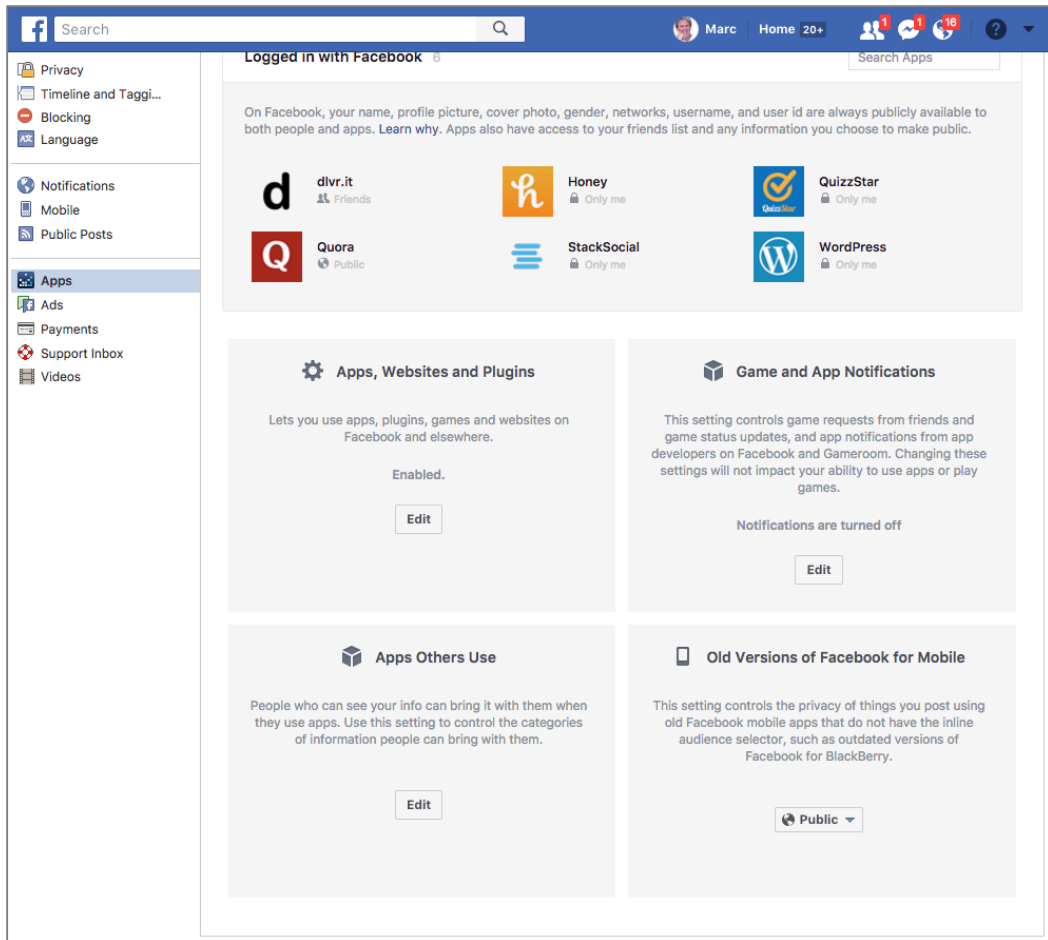 Search
Marc
Home 20+
1
1
16
?
Privacy
Timeline and Taggi...
Blocking
Language
Notifications
Mobile
Public Posts
Apps
Ads
Payments
Support Inbox
Videos
Logged in with Facebook 6
Search Apps
On Facebook, your name, profile picture, cover photo, gender, networks, username, and user id are always publicly available to
both people and apps. Learn why. Apps also have access to your friends list and any information you choose to make public.
d
dlvr.it
Friends
h
Honey
Only me
QuizzStar
QuizzStar
Only me
Q
Quora
Public
StackSocial
Only me
W
WordPress
Only me
Apps, Websites and Plugins
Lets you use apps, plugins, games and websites on
Facebook and elsewhere.
Enabled.
Edit
Game and App Notifications
This setting controls game requests from friends and
game status updates, and app notifications from app
developers on Facebook and Gameroom. Changing these
settings will not impact your ability to use apps or play
games.
Notifications are turned off
Edit
Apps Others Use
People who can see your info can bring it with them when
they use apps. Use this setting to control the categories
of information people can bring with them.
Edit
Old Versions of Facebook for Mobile
This setting controls the privacy of things you post using
old Facebook mobile apps that do not have the inline
audience selector, such as outdated versions of
Facebook for BlackBerry.
Public